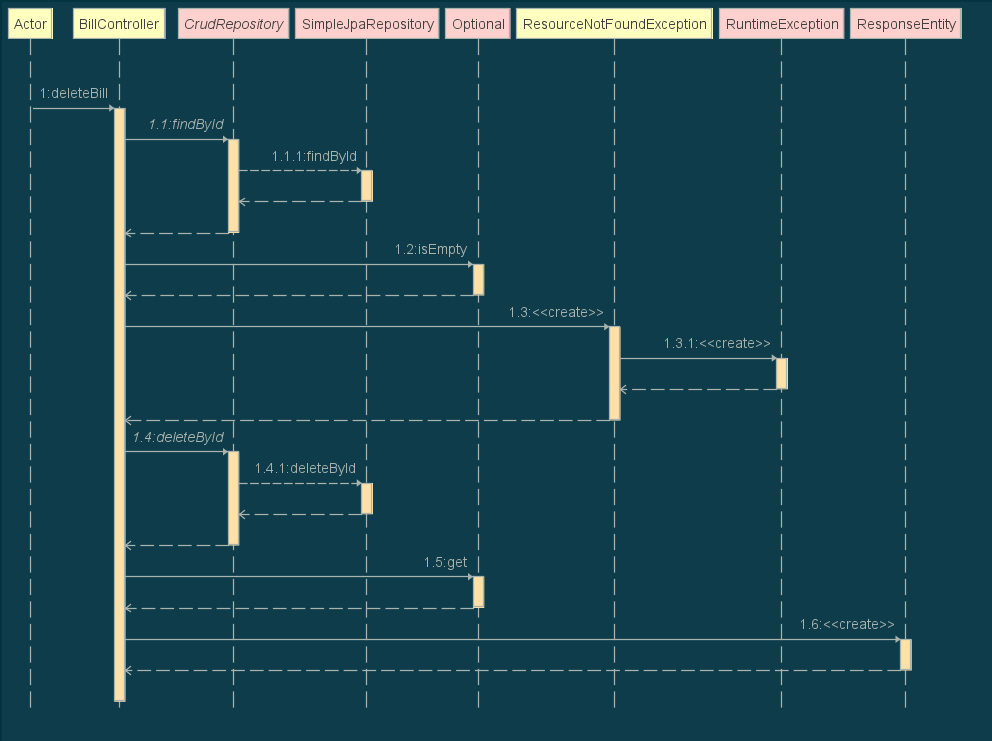 Actor BillController CrudRepository SimpleJpaRepository Optional ResourceNotFoundException RuntimeException ResponseEntity
1:deleteBill
1.1:findById
1.1.1:findById
1.2:isEmpty
1.3:<<create>>
1.3.1:<<create>>
1.4:deleteById
1.4.1:deleteById
1.5:get
1.6:<<create>>